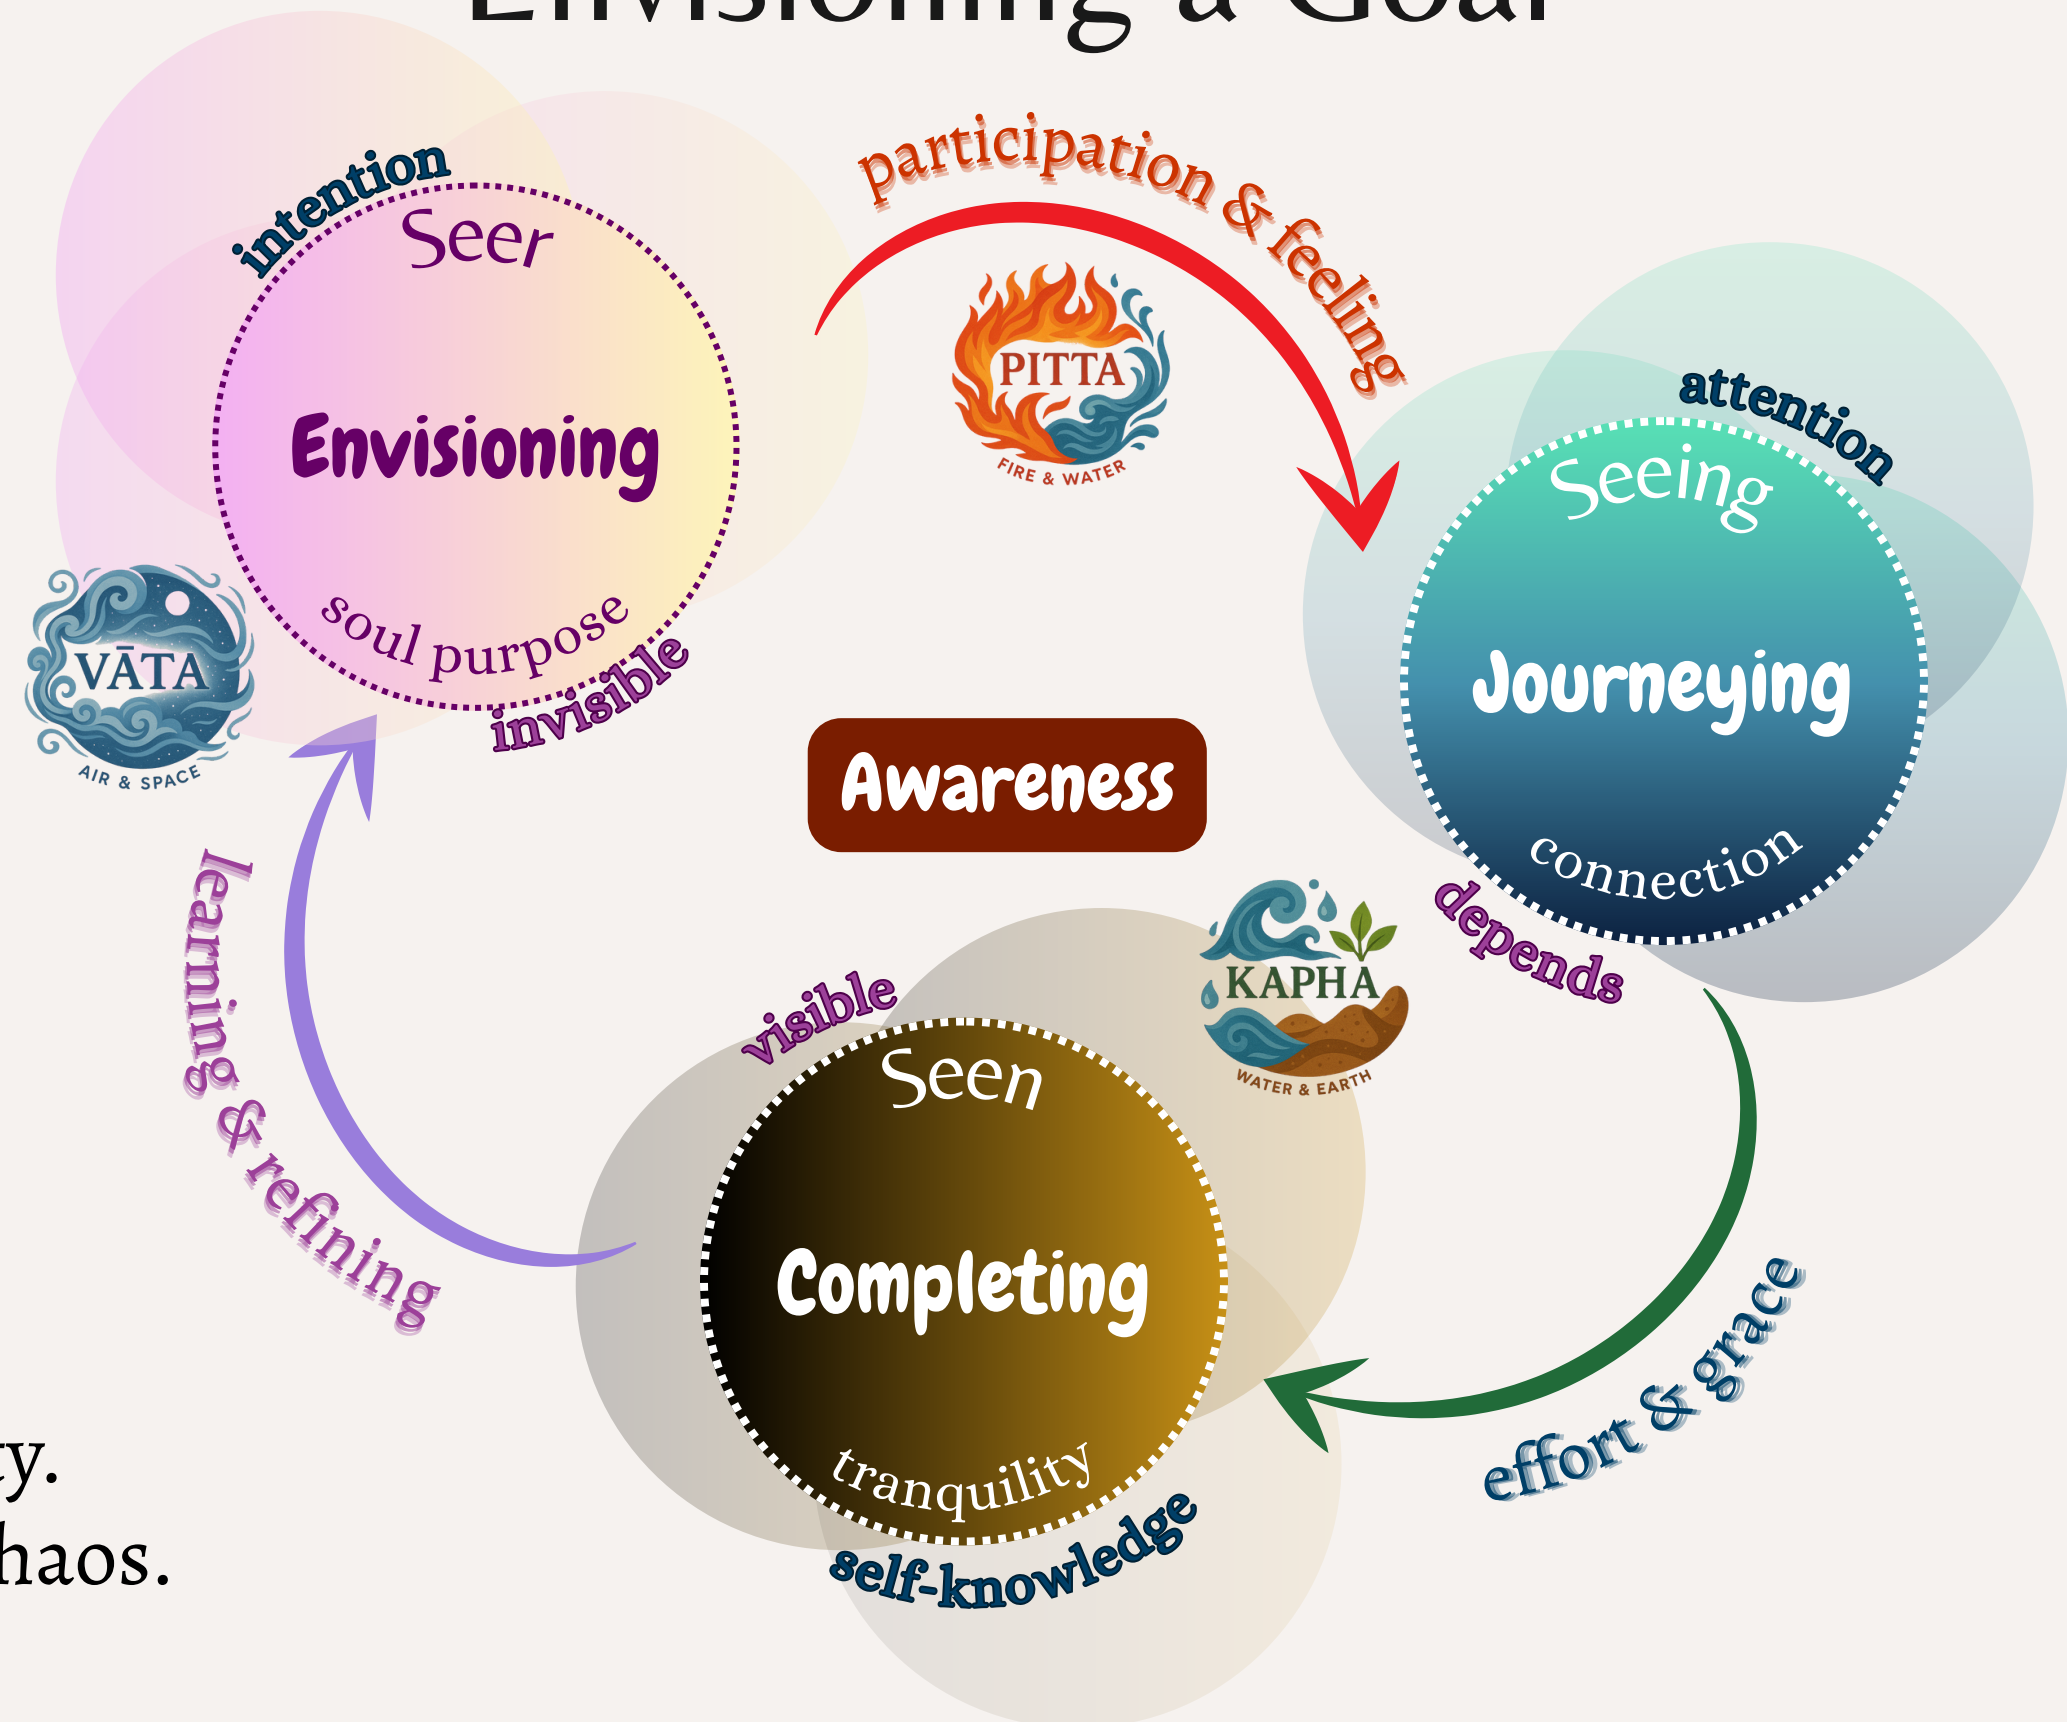 Envisioning a Goal
intention
Seer
Envisioning
soul purpose
invisible
VĀTA
AIR & SPACE
participation & feeling
PITTA
FIRE & WATER
attention
Seeing
Journeying
connection
depends
Awareness
KAPHA
WATER & EARTH
visible
Seen
Completing
tranquility
self-knowledge
effort & grace
learning & refining
y.
haos.